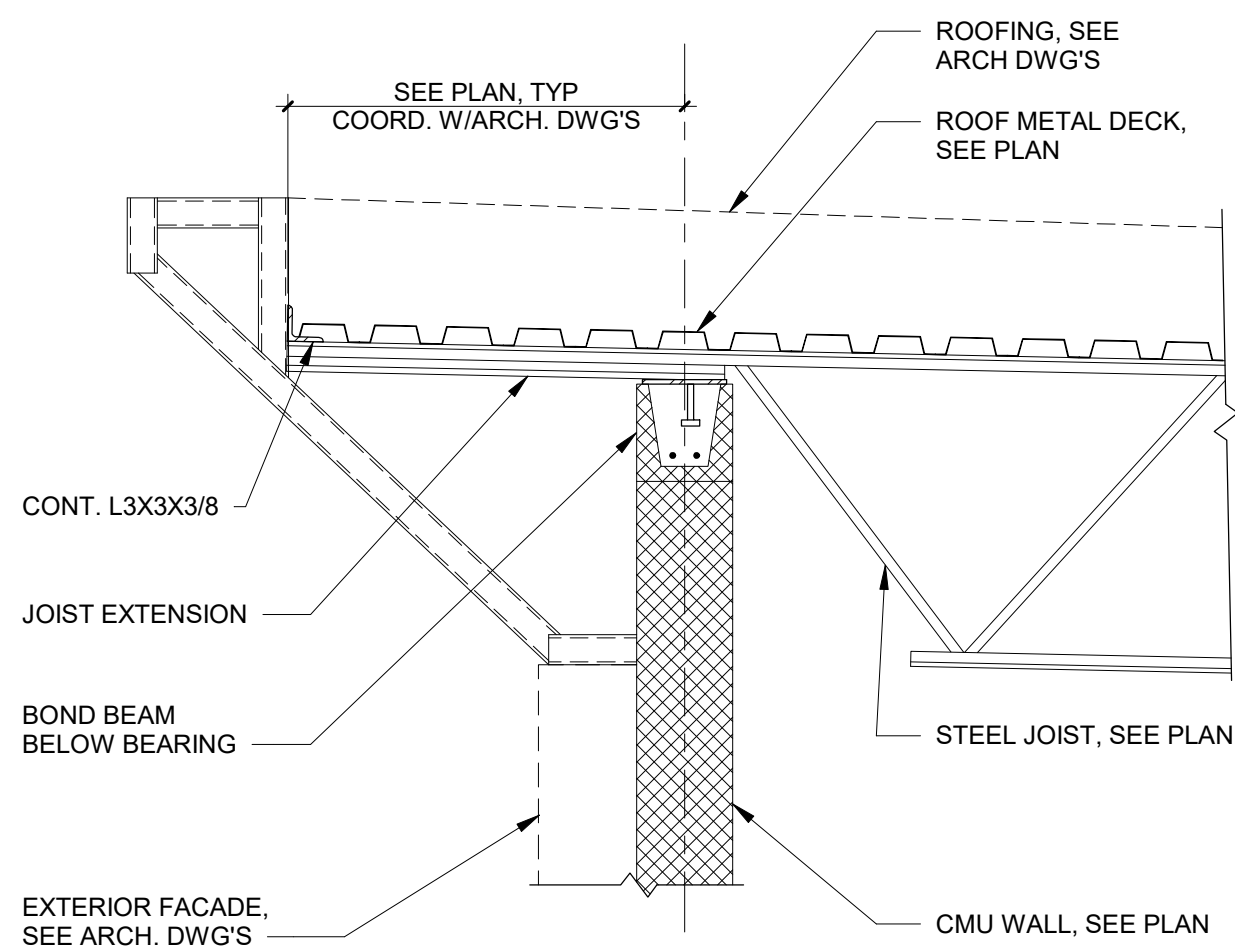 ROOFING, SEE
ARCH DWG'S
SEE PLAN, TYP
COORD. W/ARCH. DWG'S
ROOF METAL DECK,
SEE PLAN
CONT. L3X3X3/8
JOIST EXTENSION
BOND BEAM
BELOW BEARING
STEEL JOIST, SEE PLAN
EXTERIOR FACADE,
SEE ARCH. DWG'S
CMU WALL, SEE PLAN